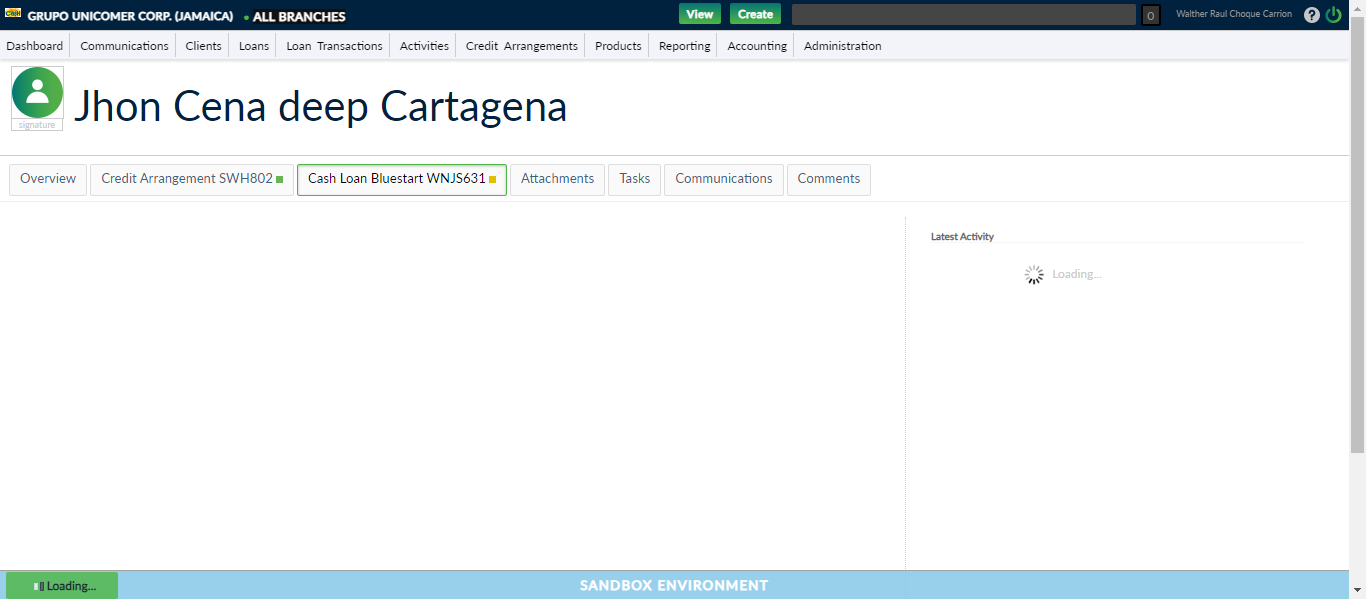 GRUPO UNICOMER CORP. (JAMAICA) ALL BRANCHES View Create 0 Walther Raul Choque Carrion ?
Dashboard Communications Clients Loans Loan Transactions Activities Credit Arrangements Products Reporting Accounting Administration
Jhon Cena deep Cartagena
signature
Overview Credit Arrangement SWH802 Cash Loan Bluestart WNJS631 Attachments Tasks Communications Comments
Latest Activity
Loading...
Loading... SANDBOX ENVIRONMENT